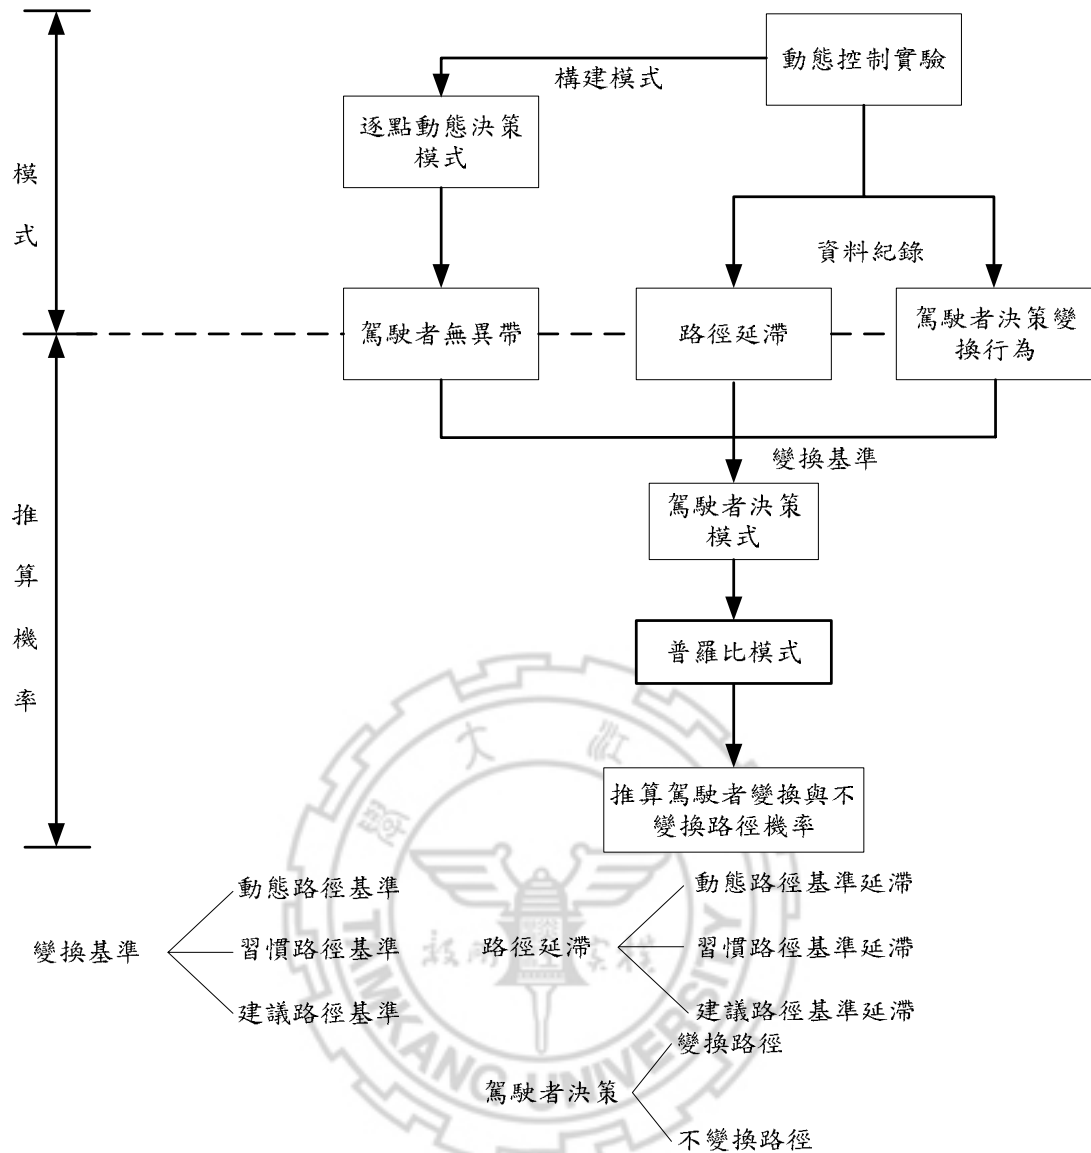 動態控制實驗
構建模式
逐點動態決策
模式
模
式
資料紀錄
駕駛者無異帶
路徑延滯
駕駛者決策變
換行為
變換基準
駕駛者決策
模式
推
算
機
率
普羅比模式
推算駕駛者變換與不
變換路徑機率
動態路徑基準
變換基準
習慣路徑基準
建議路徑基準
動態路徑基準延滯
路徑延滯
習慣路徑基準延滯
建議路徑基準延滯
變換路徑
駕駛者決策
不變換路徑
大
學
TAMKANG UNIVERSITY